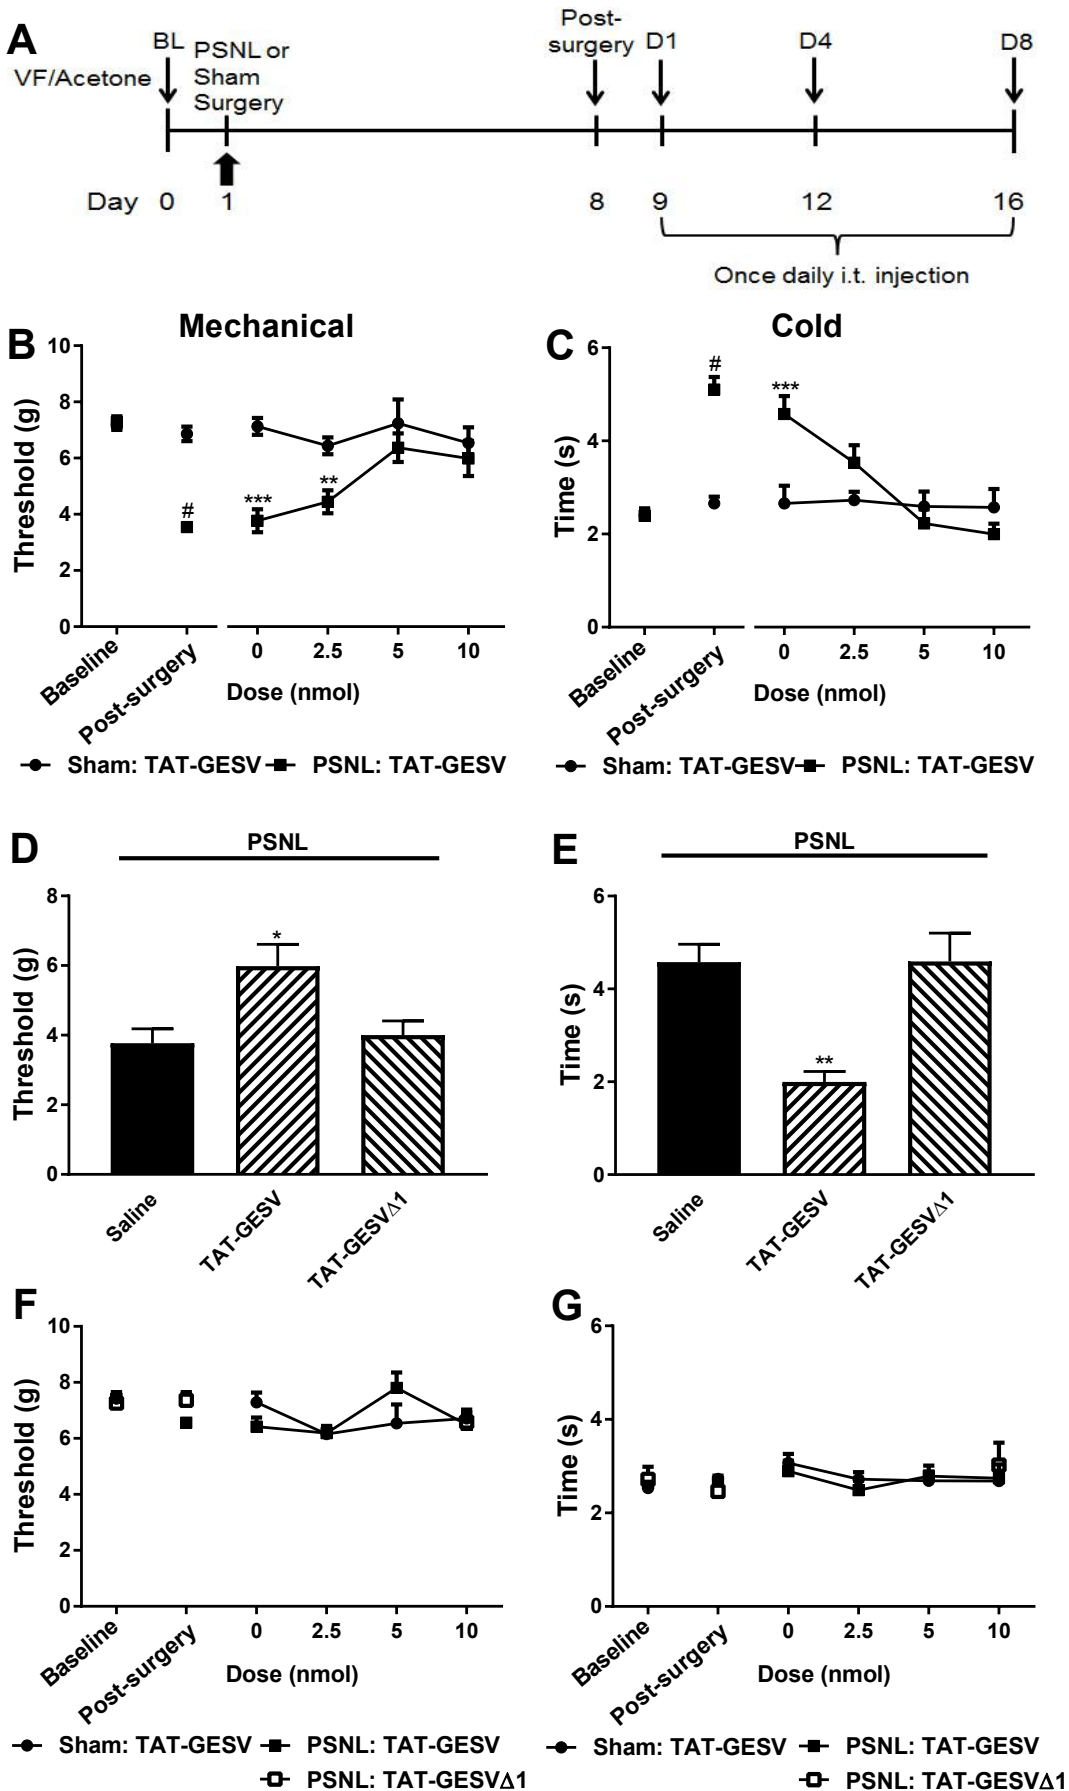 A
BL
PSNL or
Sham
Surgery
VF/Acetone
Post-
surgery
D1
D4
D8
Day 0 1 8 9 12 16
Once daily i.t. injection
B
Mechanical
Threshold (g)
10
8
6
4
2
0
#
***
**
Baseline
Post-surgery
0 2.5 5 10
Dose (nmol)
Sham: TAT-GESV
PSNL: TAT-GESV
C
Cold
Time (s)
6
4
2
0
#
***
Baseline
Post-surgery
0 2.5 5 10
Dose (nmol)
Sham: TAT-GESV
PSNL: TAT-GESV
D
PSNL
Threshold (g)
8
6
4
2
0
*
Saline
TAT-GESV
TAT-GESVΔ1
E
PSNL
Time (s)
6
4
2
0
**
Saline
TAT-GESV
TAT-GESVΔ1
F
Threshold (g)
10
8
6
4
2
0
Baseline
Post-surgery
0 2.5 5 10
Dose (nmol)
Sham: TAT-GESV
PSNL: TAT-GESV
PSNL: TAT-GESVΔ1
G
Time (s)
6
4
2
0
Baseline
Post-surgery
0 2.5 5 10
Dose (nmol)
Sham: TAT-GESV
PSNL: TAT-GESV
PSNL: TAT-GESVΔ1